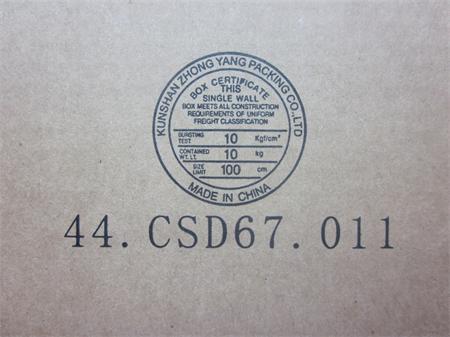 KUNSHAN ZHONG YANG PACKING CO.,LTD
BOX CERTIFICATE
THIS
SINGLE WALL
BOX MEETS ALL CONSTRUCTION
REQUIREMENTS OF UNIFORM
FREIGHT CLASSIFICATION
BURSTING TEST 10 Kgf/cm²
CONTAINED WT. LT. 10 kg
SIZE LIMIT 100 cm
MADE IN CHINA
44.CSD67.011